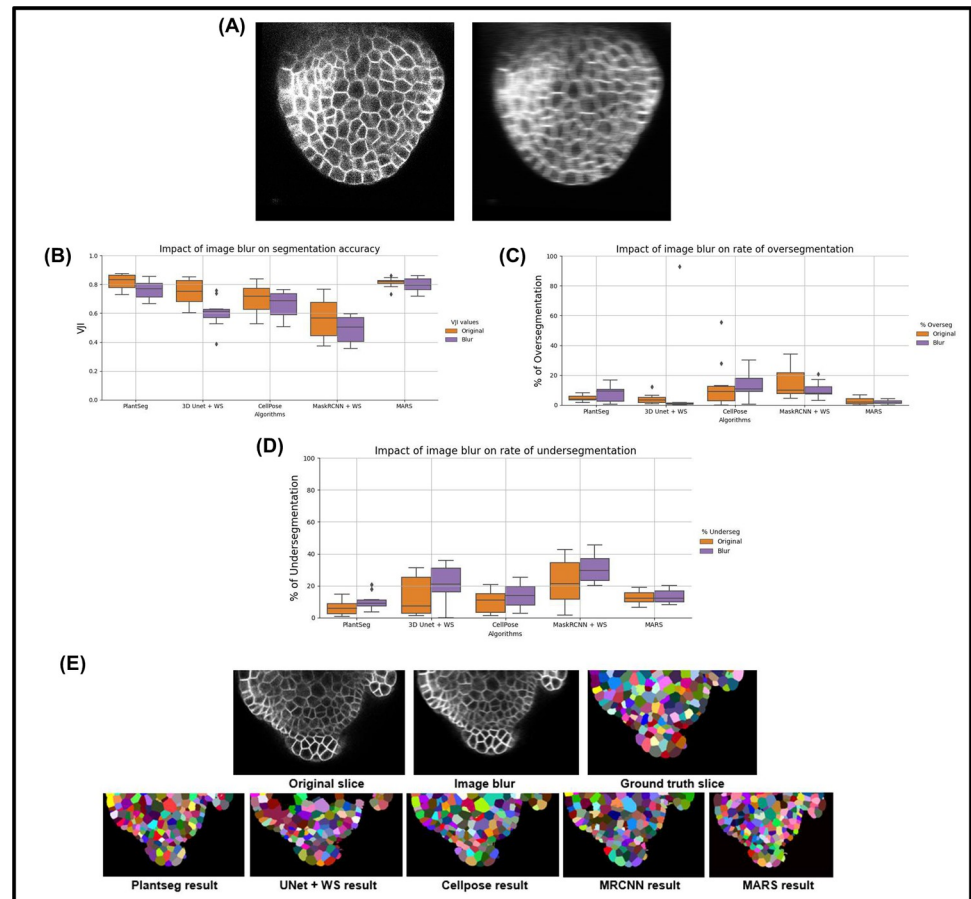 (A)
(B)
Impact of image blur on segmentation accuracy
VJI
1.0
0.8
0.6
0.4
0.2
0.0
PlantSeg
3D Unet + WS
CellPose
MaskRCNN + WS
MARS
Algorithms
VJI values
Original
Blur
(C)
Impact of image blur on rate of oversegmentation
% of Oversegmentation
100
80
60
40
20
0
PlantSeg
3D Unet + WS
CellPose
MaskRCNN + WS
MARS
Algorithms
% Overseg
Original
Blur
(D)
Impact of image blur on rate of undersegmentation
% of Undersegmentation
100
80
60
40
20
0
PlantSeg
3D Unet + WS
CellPose
MaskRCNN + WS
MARS
Algorithms
% Underseg
Original
Blur
(E)
Original slice
Image blur
Ground truth slice
Plantseg result
UNet + WS result
Cellpose result
MRCNN result
MARS result